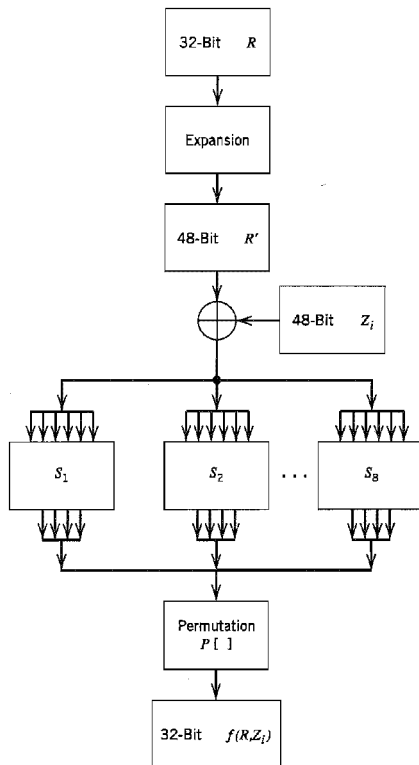 32-Bit R
Expansion
48-Bit R′
48-Bit Z_i
S_1
S_2
. . .
S_8
Permutation
P [ ]
32-Bit f(R,Z_i)